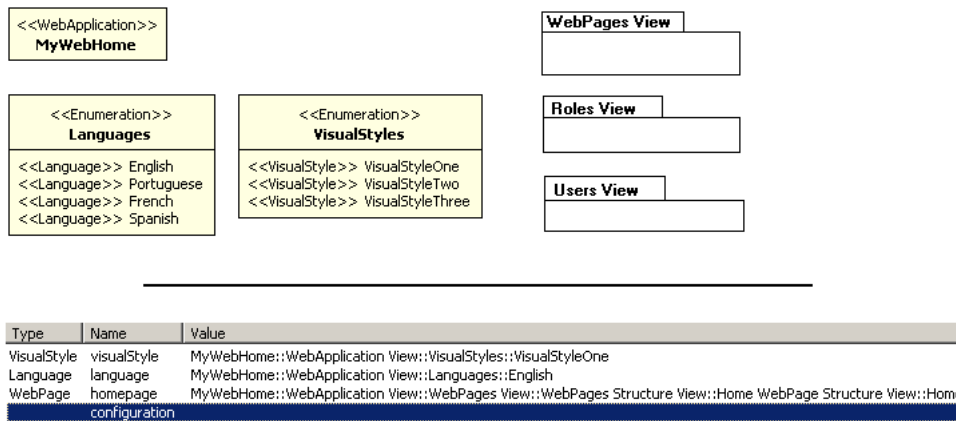 <<WebApplication>>
MyWebHome
<<Enumeration>>
Languages
<<Language>> English
<<Language>> Portuguese
<<Language>> French
<<Language>> Spanish
<<Enumeration>>
VisualStyles
<<VisualStyle>> VisualStyleOne
<<VisualStyle>> VisualStyleTwo
<<VisualStyle>> VisualStyleThree
WebPages View
Roles View
Users View
Type Name Value
VisualStyle visualStyle MyWebHome::WebApplication View::VisualStyles::VisualStyleOne
Language language MyWebHome::WebApplication View::Languages::English
WebPage homepage MyWebHome::WebApplication View::WebPages View::WebPages Structure View::Home WebPage Structure View::Hom
configuration